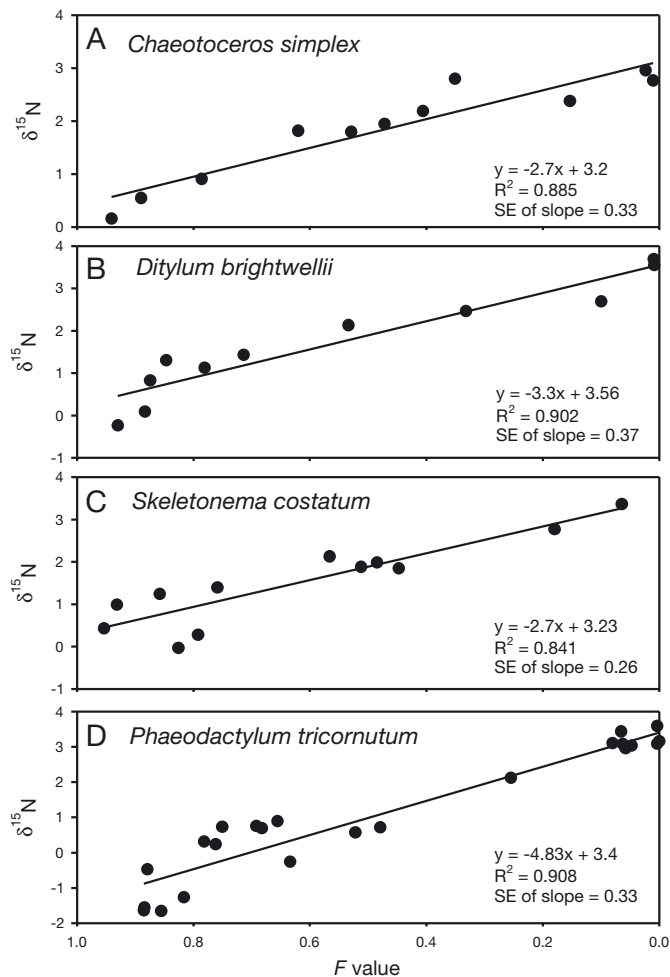 A Chaeotoceros simplex
4
3
2
1
0
δ15N
y = -2.7x + 3.2
R2 = 0.885
SE of slope = 0.33
B Ditylum brightwellii
4
3
2
1
0
-1
δ15N
y = -3.3x + 3.56
R2 = 0.902
SE of slope = 0.37
C Skeletonema costatum
4
3
2
1
0
-1
δ15N
y = -2.7x + 3.23
R2 = 0.841
SE of slope = 0.26
D Phaeodactylum tricornutum
4
3
2
1
0
-1
-2
δ15N
y = -4.83x + 3.4
R2 = 0.908
SE of slope = 0.33
1.0 0.8 0.6 0.4 0.2 0.0
F value